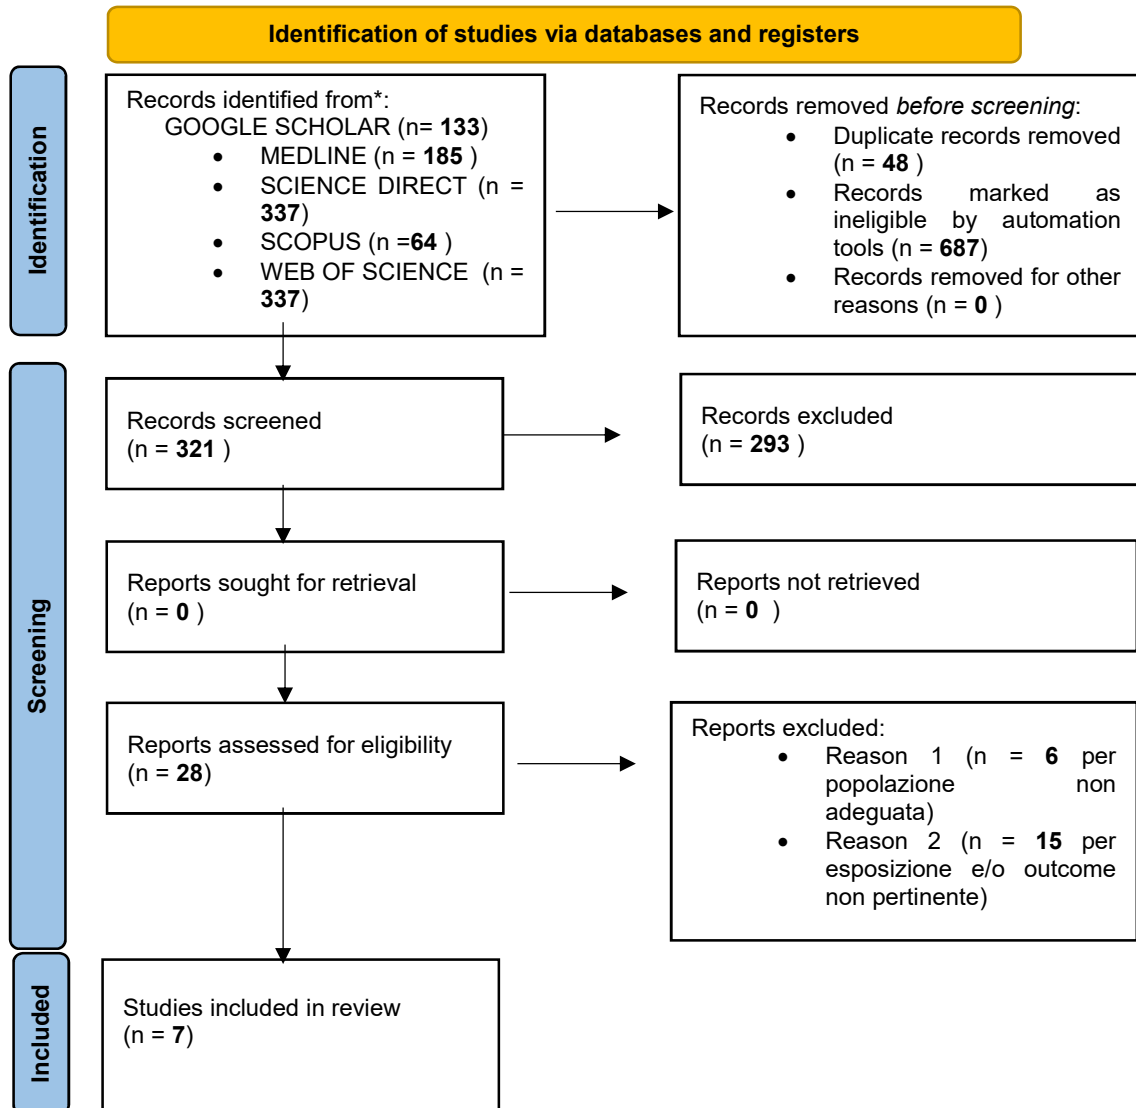 Identification of studies via databases and registers
Identification
Records identified from*:
GOOGLE SCHOLAR (n= 133)
• MEDLINE (n = 185 )
• SCIENCE DIRECT (n =
337)
• SCOPUS (n =64 )
• WEB OF SCIENCE (n =
337)
Records removed before screening:
• Duplicate records removed
(n = 48 )
• Records marked as
ineligible by automation
tools (n = 687)
• Records removed for other
reasons (n = 0 )
Screening
Records screened
(n = 321 )
Records excluded
(n = 293 )
Reports sought for retrieval
(n = 0 )
Reports not retrieved
(n = 0 )
Reports assessed for eligibility
(n = 28)
Reports excluded:
• Reason 1 (n = 6 per
popolazione non
adeguata)
• Reason 2 (n = 15 per
esposizione e/o outcome
non pertinente)
Included
Studies included in review
(n = 7)